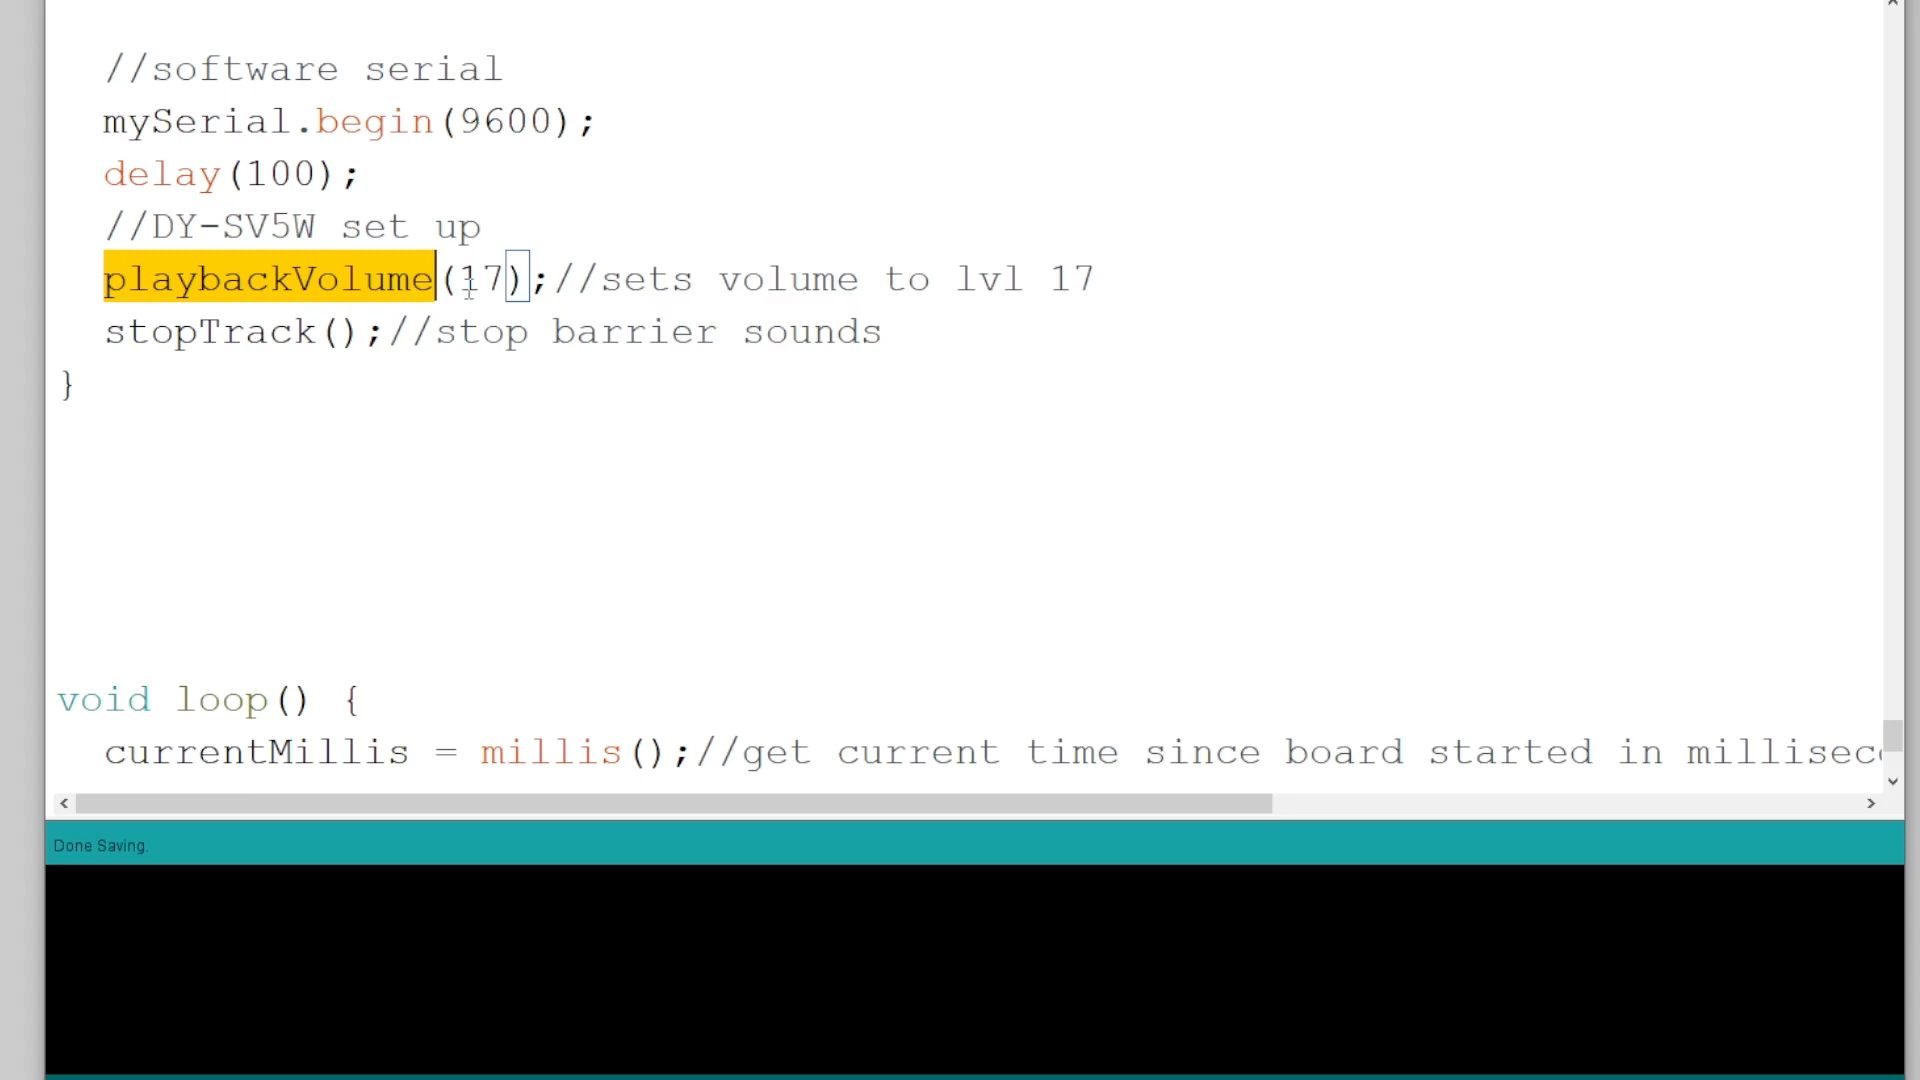 //software serial
mySerial.begin(9600);
delay(100);
//DY-SV5W set up
playbackVolume(17);//sets volume to lvl 17
stopTrack();//stop barrier sounds
}
void loop() {
currentMillis = millis();//get current time since board started in millisec
Done Saving.